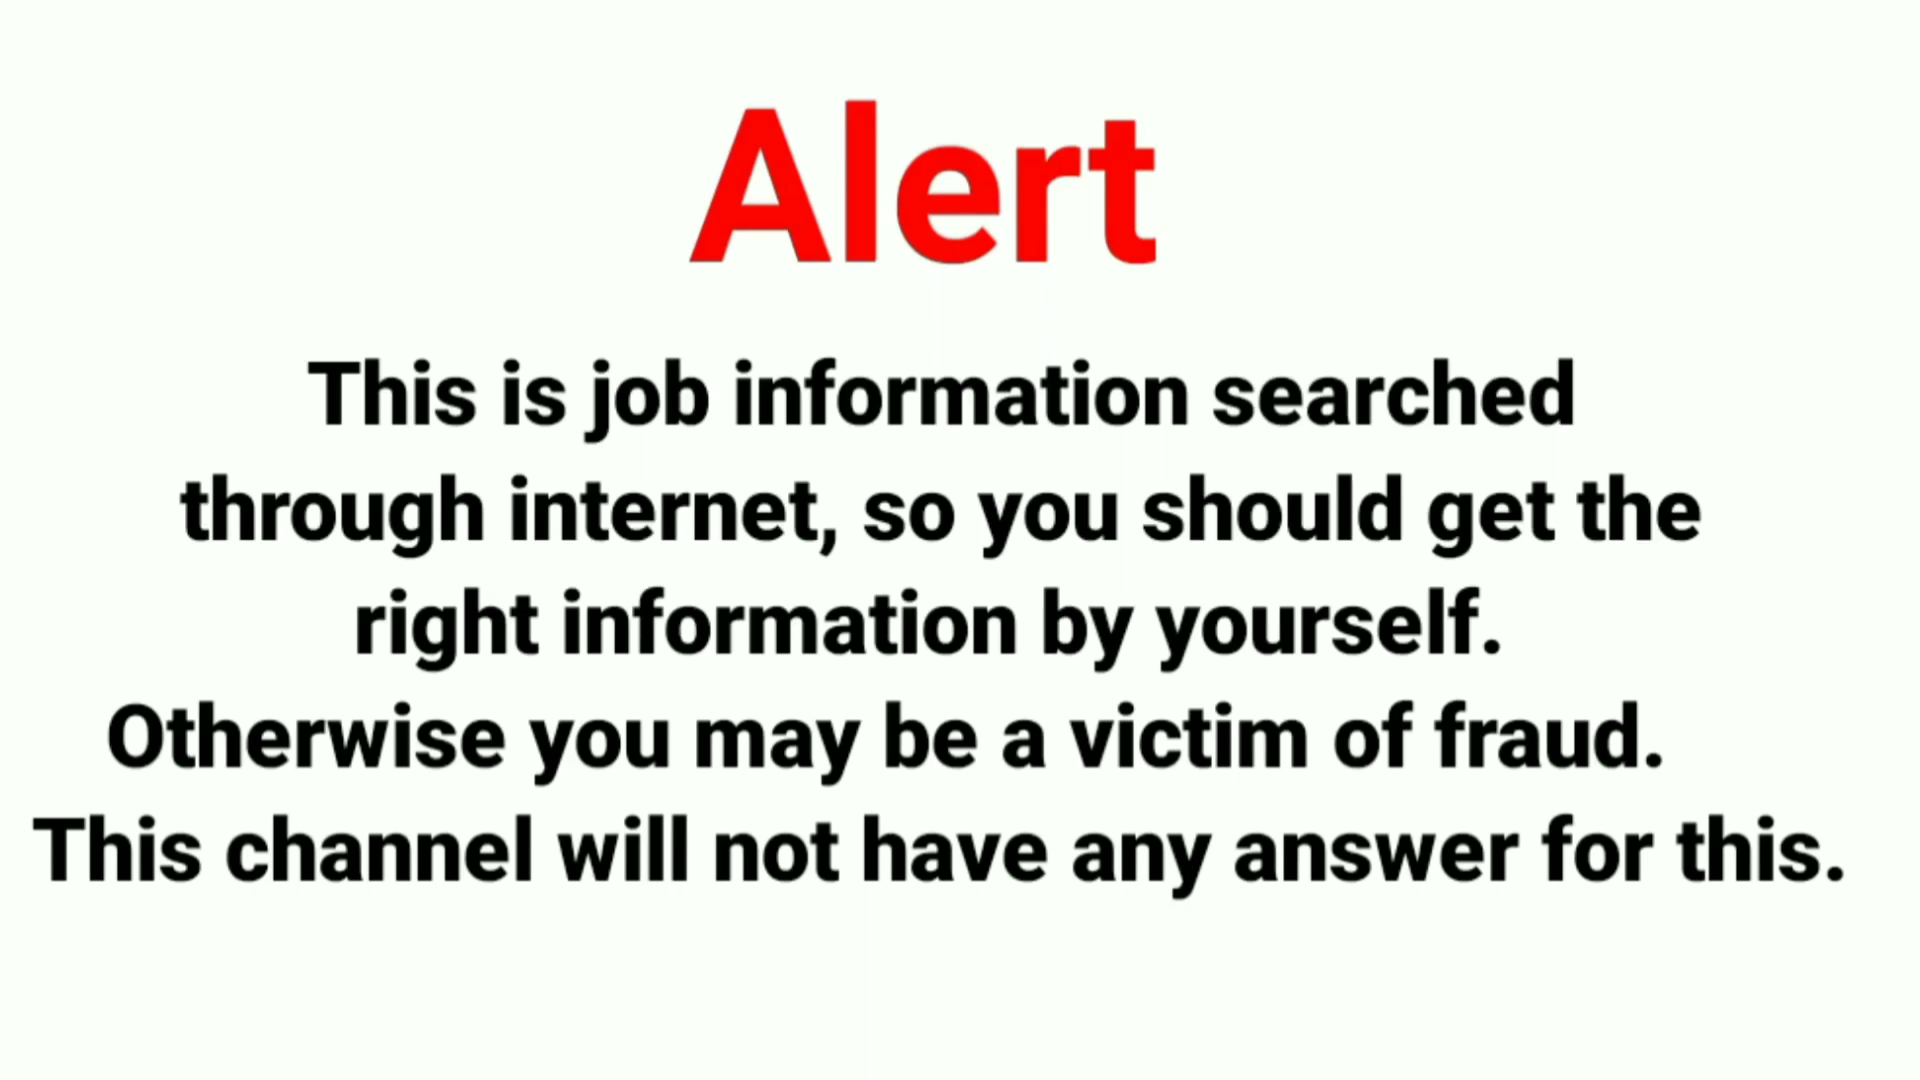 Alert
This is job information searched
through internet, so you should get the
right information by yourself.
Otherwise you may be a victim of fraud.
This channel will not have any answer for this.